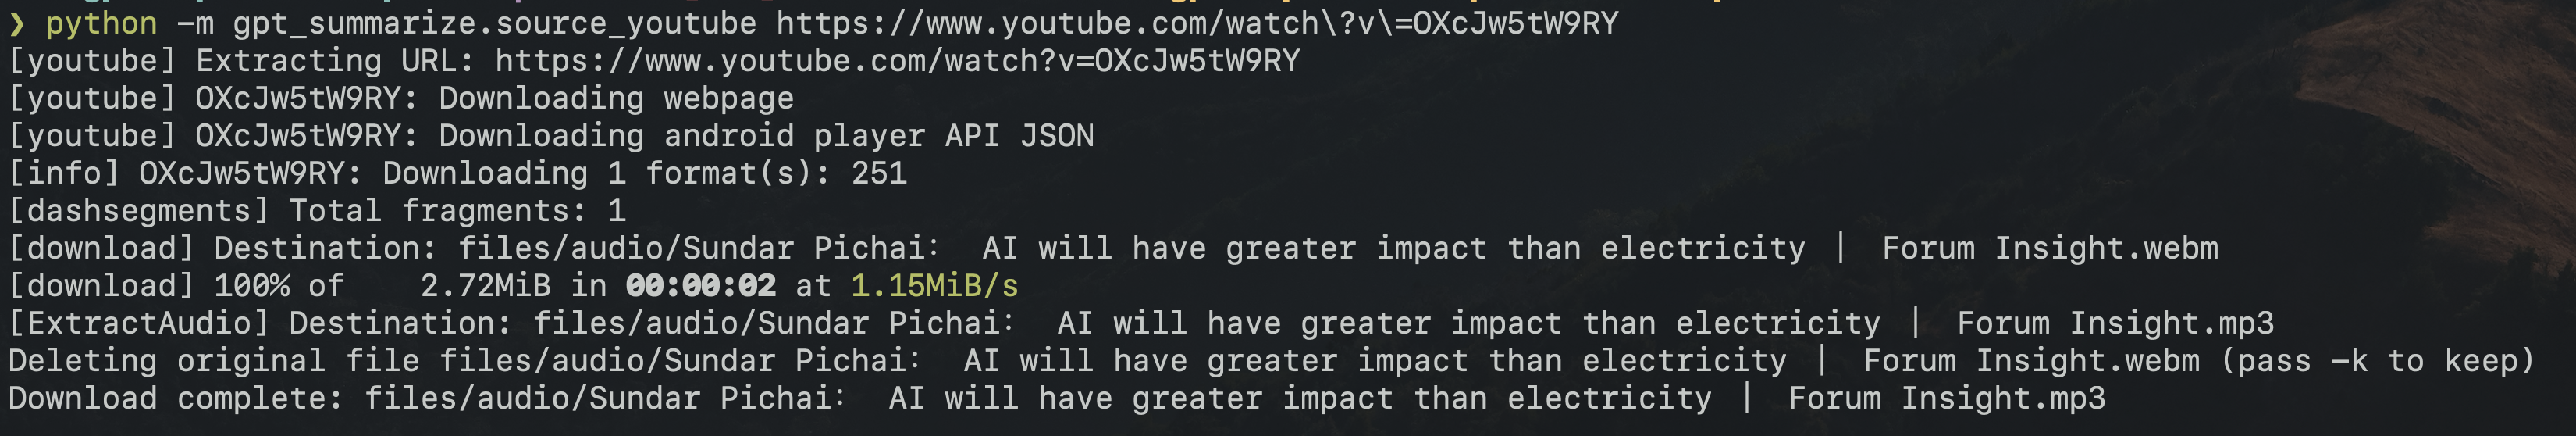 ❯ python -m gpt_summarize.source_youtube https://www.youtube.com/watch\?v\=OXcJw5tW9RY
[youtube] Extracting URL: https://www.youtube.com/watch?v=OXcJw5tW9RY
[youtube] OXcJw5tW9RY: Downloading webpage
[youtube] OXcJw5tW9RY: Downloading android player API JSON
[info] OXcJw5tW9RY: Downloading 1 format(s): 251
[dashsegments] Total fragments: 1
[download] Destination: files/audio/Sundar Pichai:  AI will have greater impact than electricity |  Forum Insight.webm
[download] 100% of    2.72MiB in 00:00:02 at 1.15MiB/s
[ExtractAudio] Destination: files/audio/Sundar Pichai:  AI will have greater impact than electricity |  Forum Insight.mp3
Deleting original file files/audio/Sundar Pichai:  AI will have greater impact than electricity |  Forum Insight.webm (pass -k to keep)
Download complete: files/audio/Sundar Pichai:  AI will have greater impact than electricity |  Forum Insight.mp3